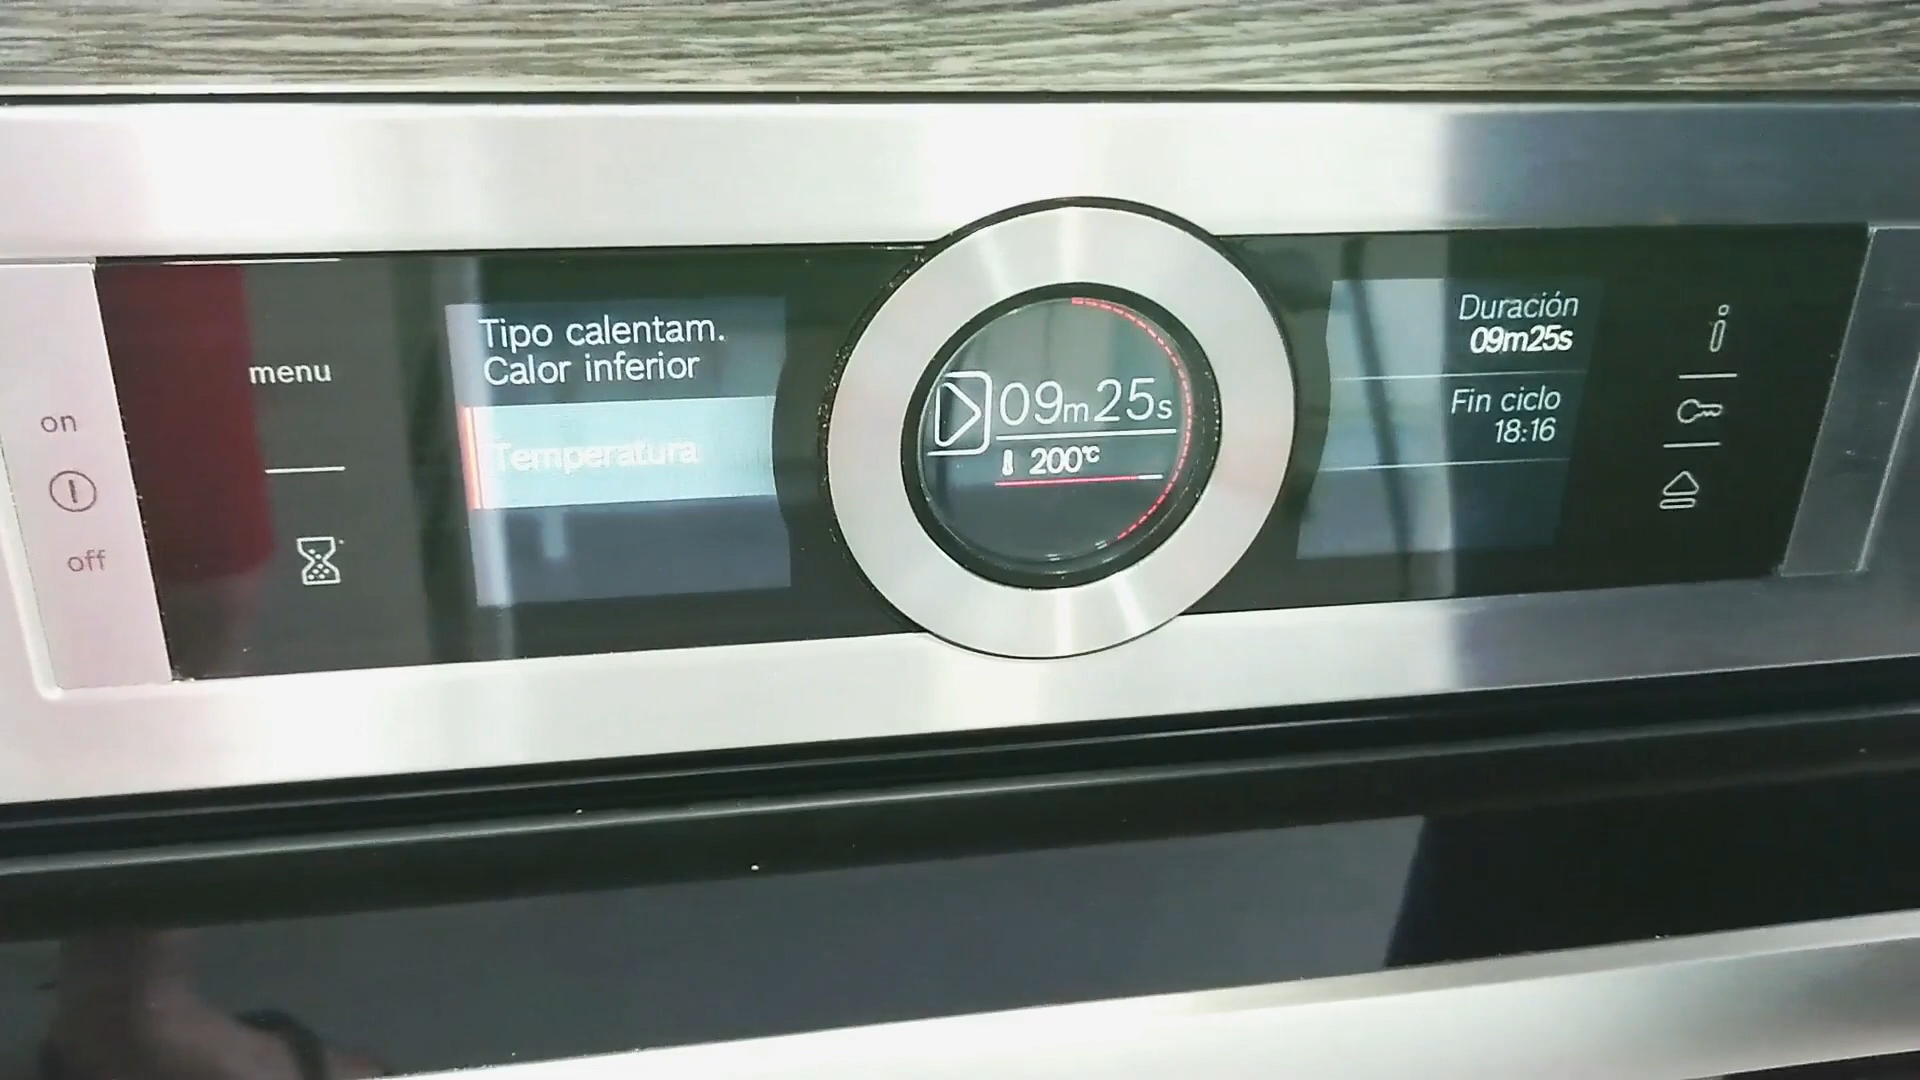 on
off
menu
Tipo calentam.
Calor inferior
Temperatura
09m25s
200°C
Duración
09m25s
Fin ciclo
18:16
i